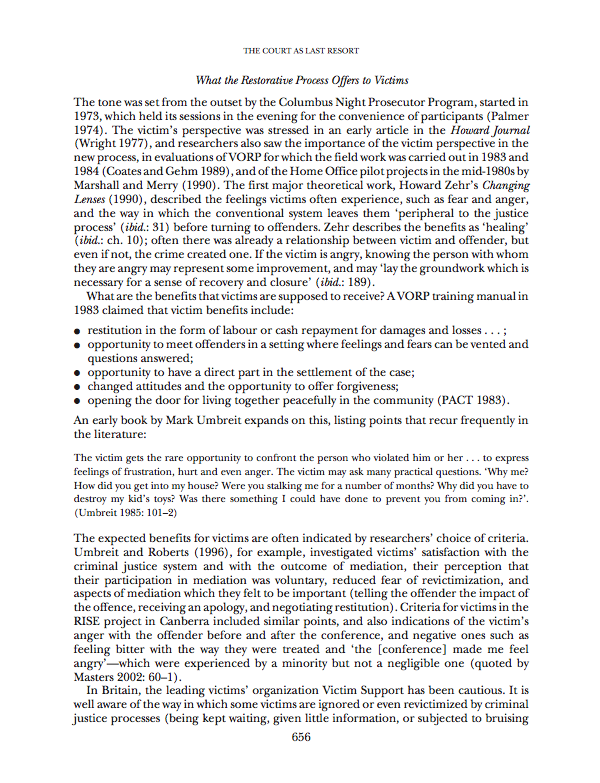 THE COURT AS LAST RESORT
What the Restorative Process Offers to Victims
The tone was set from the outset by the Columbus Night Prosecutor Program, started in
1973, which held its sessions in the evening for the convenience of participants (Palmer
1974). The victim's perspective was stressed in an early article in the Howard Journal
(Wright 1977), and researchers also saw the importance of the victim perspective in the
new process, in evaluations of VORP for which the field work was carried out in 1983 and
1984 (Coates and Gehm 1989), and of the Home Office pilot projects in the mid-1980s by
Marshall and Merry (1990). The first major theoretical work, Howard Zehr's Changing
Lenses (1990), described the feelings victims often experience, such as fear and anger,
and the way in which the conventional system leaves them ‘peripheral to the justice
process’ (ibid.: 31) before turning to offenders. Zehr describes the benefits as ‘healing’
(ibid.: ch. 10); often there was already a relationship between victim and offender, but
even if not, the crime created one. If the victim is angry, knowing the person with whom
they are angry may represent some improvement, and may ‘lay the groundwork which is
necessary for a sense of recovery and closure’ (ibid.: 189).
What are the benefits that victims are supposed to receive? A VORP training manual in
1983 claimed that victim benefits include:
● restitution in the form of labour or cash repayment for damages and losses . . . ;
● opportunity to meet offenders in a setting where feelings and fears can be vented and
questions answered;
● opportunity to have a direct part in the settlement of the case;
● changed attitudes and the opportunity to offer forgiveness;
● opening the door for living together peacefully in the community (PACT 1983).
An early book by Mark Umbreit expands on this, listing points that recur frequently in
the literature:
The victim gets the rare opportunity to confront the person who violated him or her . . . to express
feelings of frustration, hurt and even anger. The victim may ask many practical questions. ‘Why me?
How did you get into my house? Were you stalking me for a number of months? Why did you have to
destroy my kid's toys? Was there something I could have done to prevent you from coming in?’.
(Umbreit 1985: 101–2)
The expected benefits for victims are often indicated by researchers’ choice of criteria.
Umbreit and Roberts (1996), for example, investigated victims’ satisfaction with the
criminal justice system and with the outcome of mediation, their perception that
their participation in mediation was voluntary, reduced fear of revictimization, and
aspects of mediation which they felt to be important (telling the offender the impact of
the offence, receiving an apology, and negotiating restitution). Criteria for victims in the
RISE project in Canberra included similar points, and also indications of the victim's
anger with the offender before and after the conference, and negative ones such as
feeling bitter with the way they were treated and ‘the [conference] made me feel
angry’—which were experienced by a minority but not a negligible one (quoted by
Masters 2002: 60–1).
In Britain, the leading victims’ organization Victim Support has been cautious. It is
well aware of the way in which some victims are ignored or even revictimized by criminal
justice processes (being kept waiting, given little information, or subjected to bruising
656